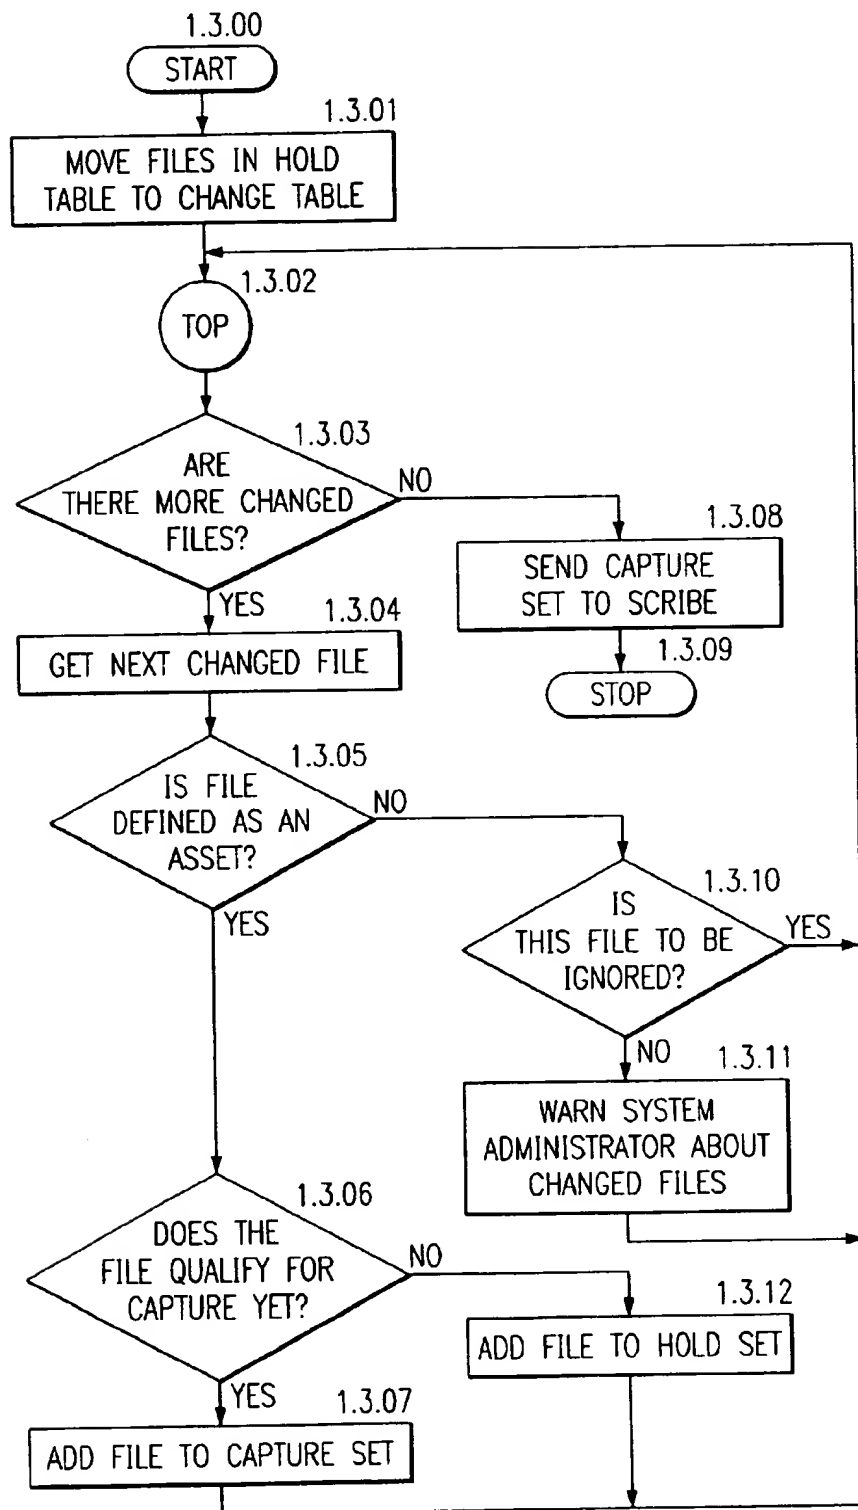 1.3.00
START
1.3.01
MOVE FILES IN HOLD
TABLE TO CHANGE TABLE
1.3.02
TOP
1.3.03
ARE
THERE MORE CHANGED
FILES?
NO
YES
1.3.08
SEND CAPTURE
SET TO SCRIBE
1.3.09
STOP
1.3.04
GET NEXT CHANGED FILE
1.3.05
IS FILE
DEFINED AS AN
ASSET?
NO
YES
1.3.10
IS
THIS FILE TO BE
IGNORED?
YES
NO
1.3.11
WARN SYSTEM
ADMINISTRATOR ABOUT
CHANGED FILES
1.3.06
DOES THE
FILE QUALIFY FOR
CAPTURE YET?
NO
YES
1.3.12
ADD FILE TO HOLD SET
1.3.07
ADD FILE TO CAPTURE SET